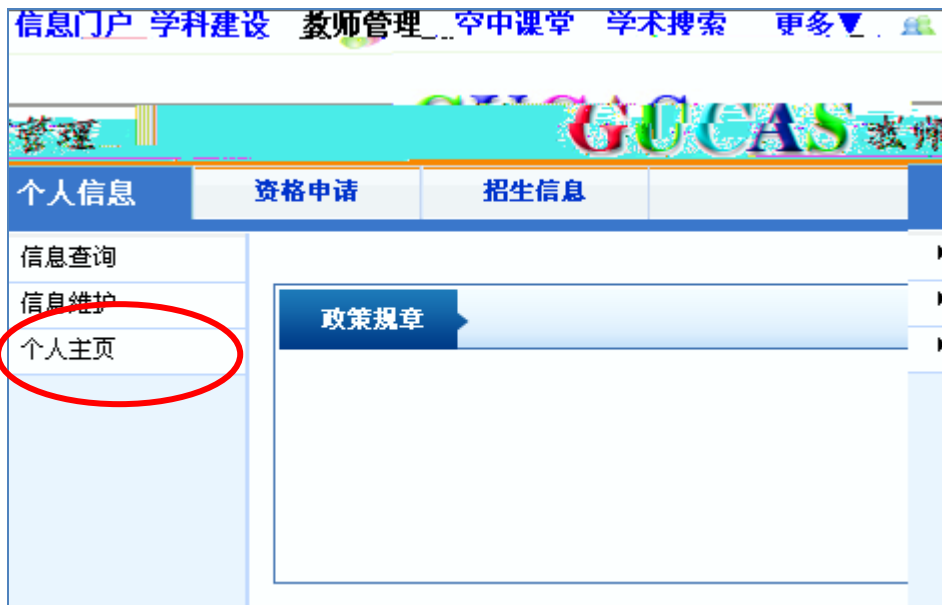 信息门户 学科建设 教师管理 空中课堂 学术搜索 更多▼
管理 GUCAS 教师
个人信息 资格申请 招生信息
信息查询
信息维护
政策规章
个人主页